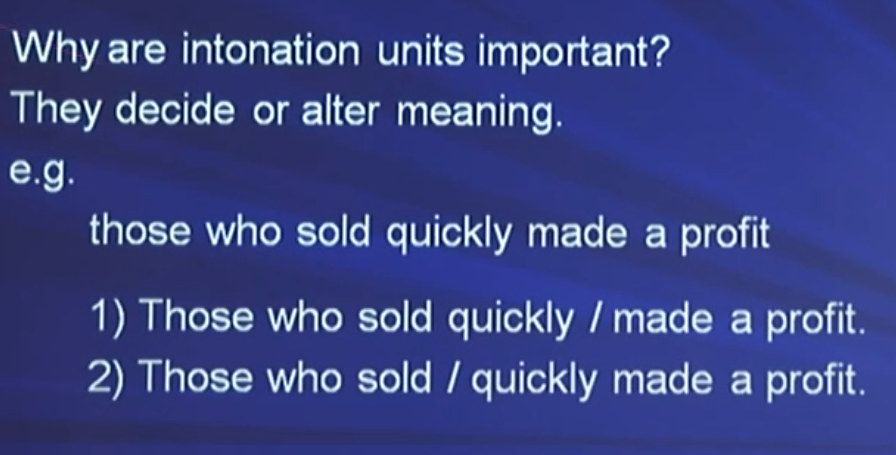 Why are intonation units important?
They decide or alter meaning.
e.g.
those who sold quickly made a profit
1) Those who sold quickly / made a profit.
2) Those who sold / quickly made a profit.